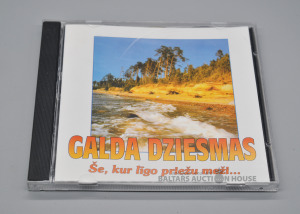 GALDA DZIESMAS
Še, kur līgo priežu meži...
BALTARS AUCTION HOUSE